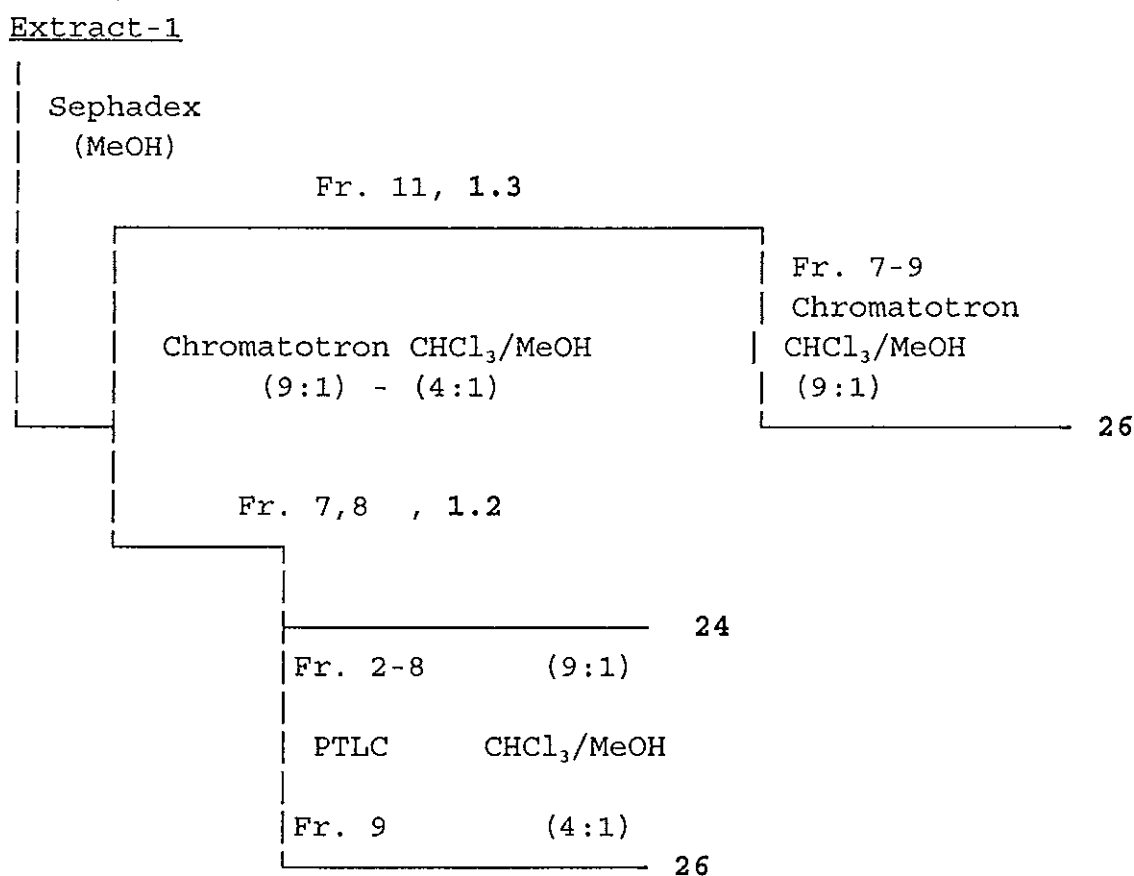 Extract-1
Sephadex
(MeOH)
Fr. 11, 1.3
Fr. 7-9
Chromatotron
Chromatotron CHCl₃/MeOH
CHCl₃/MeOH
(9:1) - (4:1)
(9:1)
26
Fr. 7,8 , 1.2
24
Fr. 2-8 (9:1)
PTLC CHCl₃/MeOH
Fr. 9 (4:1)
26